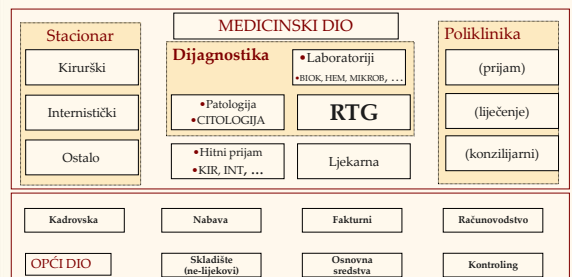 MEDICINSKI DIO
Stacionar
Kirurški
Internistički
Ostalo
Dijagnostika
•Laboratoriji
•BIOK, HEM, MIKROB, ...
•Patologija
•CITOLOGIJA
RTG
•Hitni prijam
•KIR, INT, ...
Ljekarna
Poliklinika
(prijam)
(liječenje)
(konzilijarni)
Kadrovska
Nabava
Fakturni
Računovodstvo
OPĆI DIO
Skladište
(ne-lijekovi)
Osnovna
sredstva
Kontroling